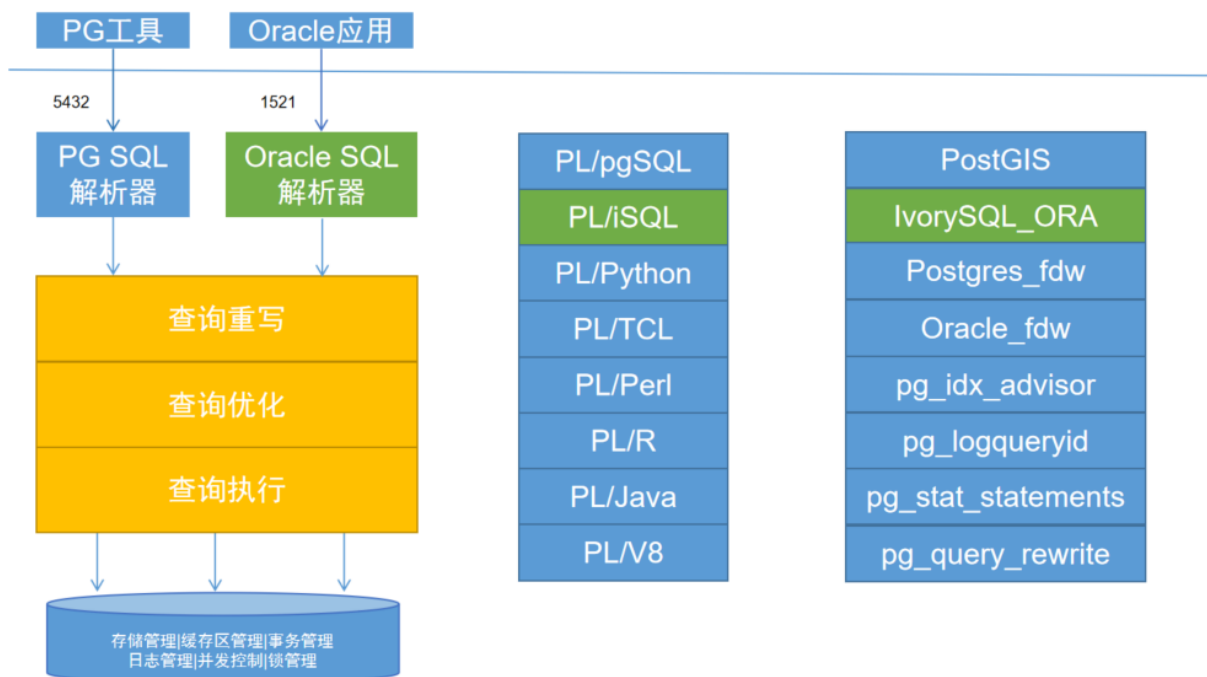 PG工具
Oracle应用
5432
1521
PG SQL
解析器
Oracle SQL
解析器
查询重写
查询优化
查询执行
存储管理|缓存区管理|事务管理
日志管理|并发控制|锁管理
PL/pgSQL
PL/iSQL
PL/Python
PL/TCL
PL/Perl
PL/R
PL/Java
PL/V8
PostGIS
IvorySQL_ORA
Postgres_fdw
Oracle_fdw
pg_idx_advisor
pg_logqueryid
pg_stat_statements
pg_query_rewrite